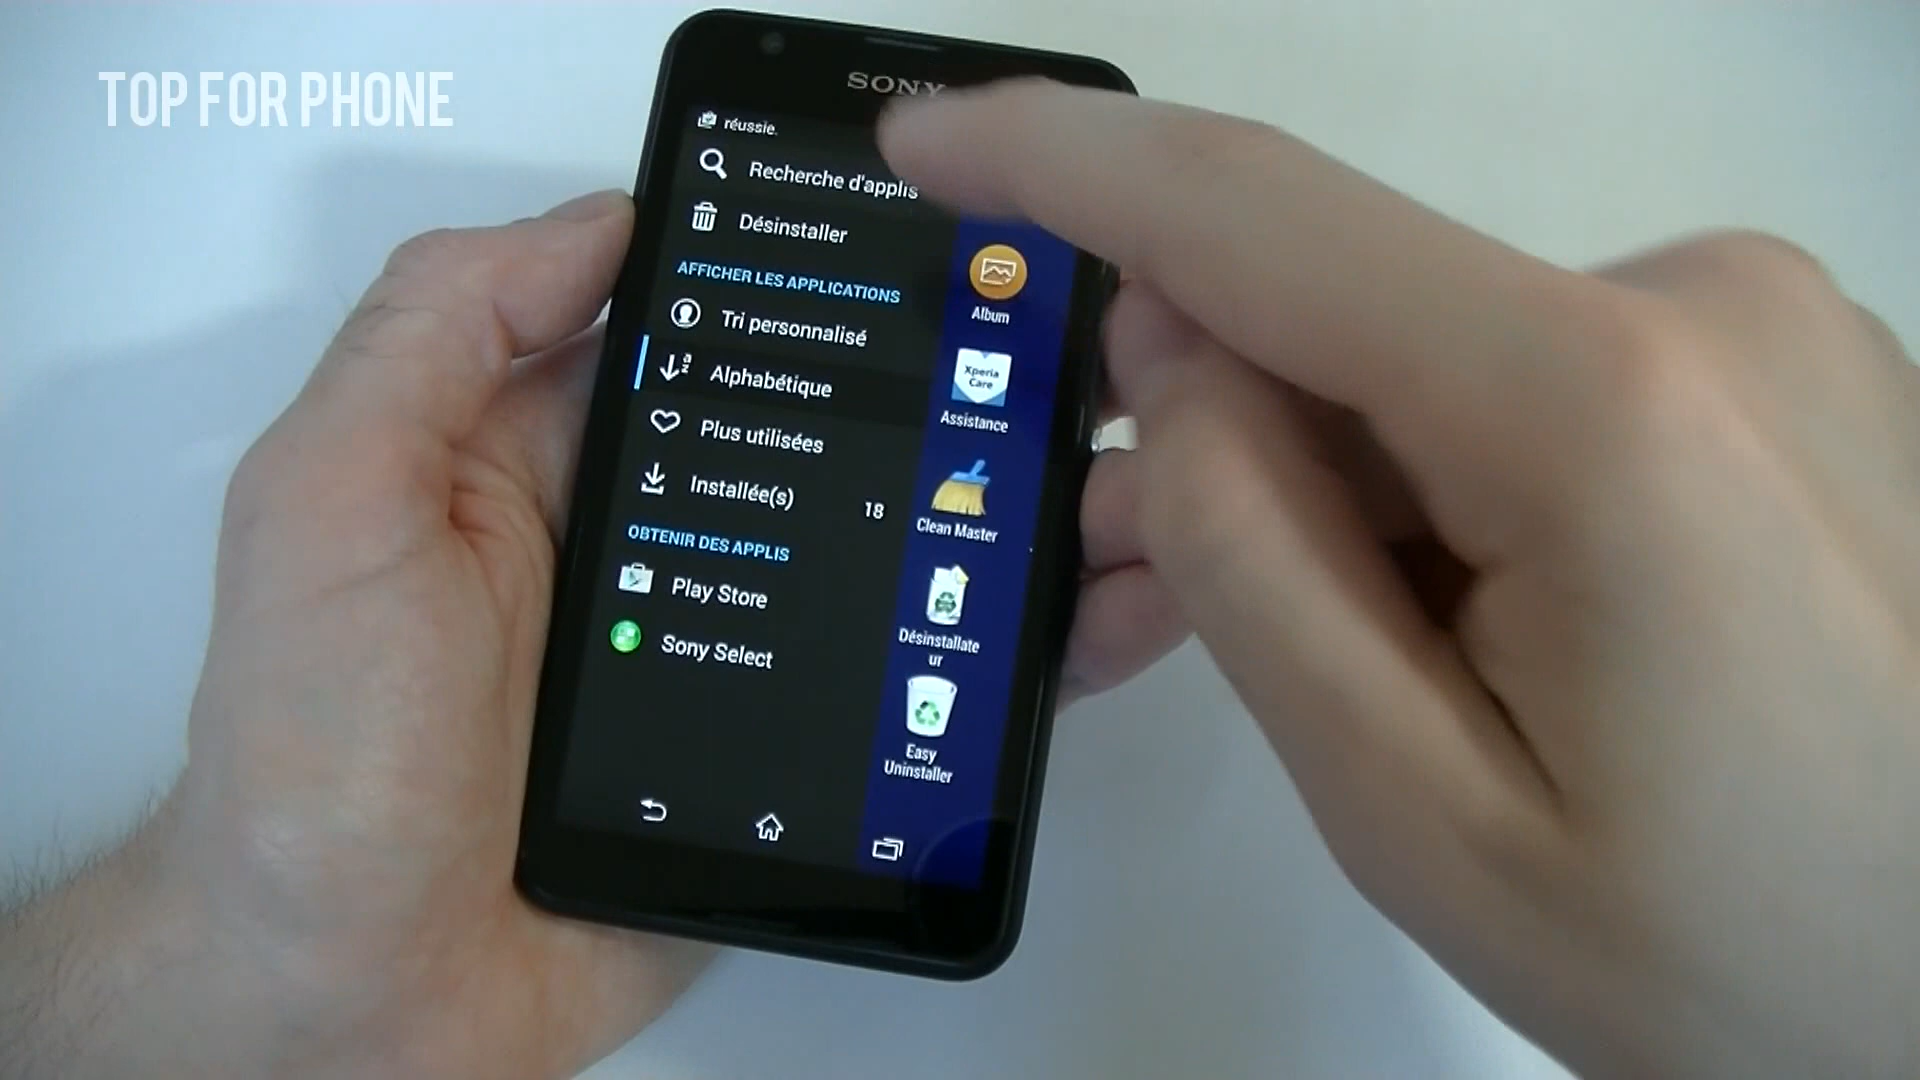 TOP FOR PHONE
SONY
réussie.
Recherche d'applis
Désinstaller
AFFICHER LES APPLICATIONS
Tri personnalisé
Alphabétique
Plus utilisées
Installée(s) 18
OBTENIR DES APPLIS
Play Store
Sony Select
Album
Xperia
Care
Assistance
Clean Master
Désinstallate
ur
Easy
Uninstaller